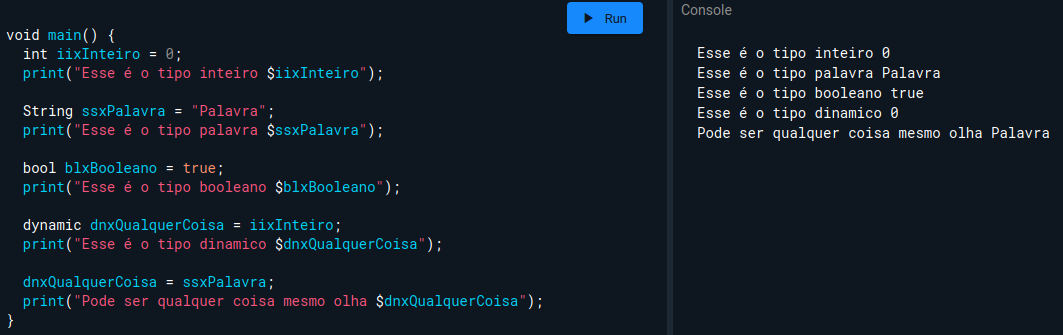 Run
void main() {
  int iixInteiro = 0;
  print("Esse é o tipo inteiro $iixInteiro");
  String ssxPalavra = "Palavra";
  print("Esse é o tipo palavra $ssxPalavra");
  bool blxBooleano = true;
  print("Esse é o tipo booleano $blxBooleano");
  dynamic dnxQualquerCoisa = iixInteiro;
  print("Esse é o tipo dinamico $dnxQualquerCoisa");
  dnxQualquerCoisa = ssxPalavra;
  print("Pode ser qualquer coisa mesmo olha $dnxQualquerCoisa");
}
Console
Esse é o tipo inteiro 0
Esse é o tipo palavra Palavra
Esse é o tipo booleano true
Esse é o tipo dinamico 0
Pode ser qualquer coisa mesmo olha Palavra